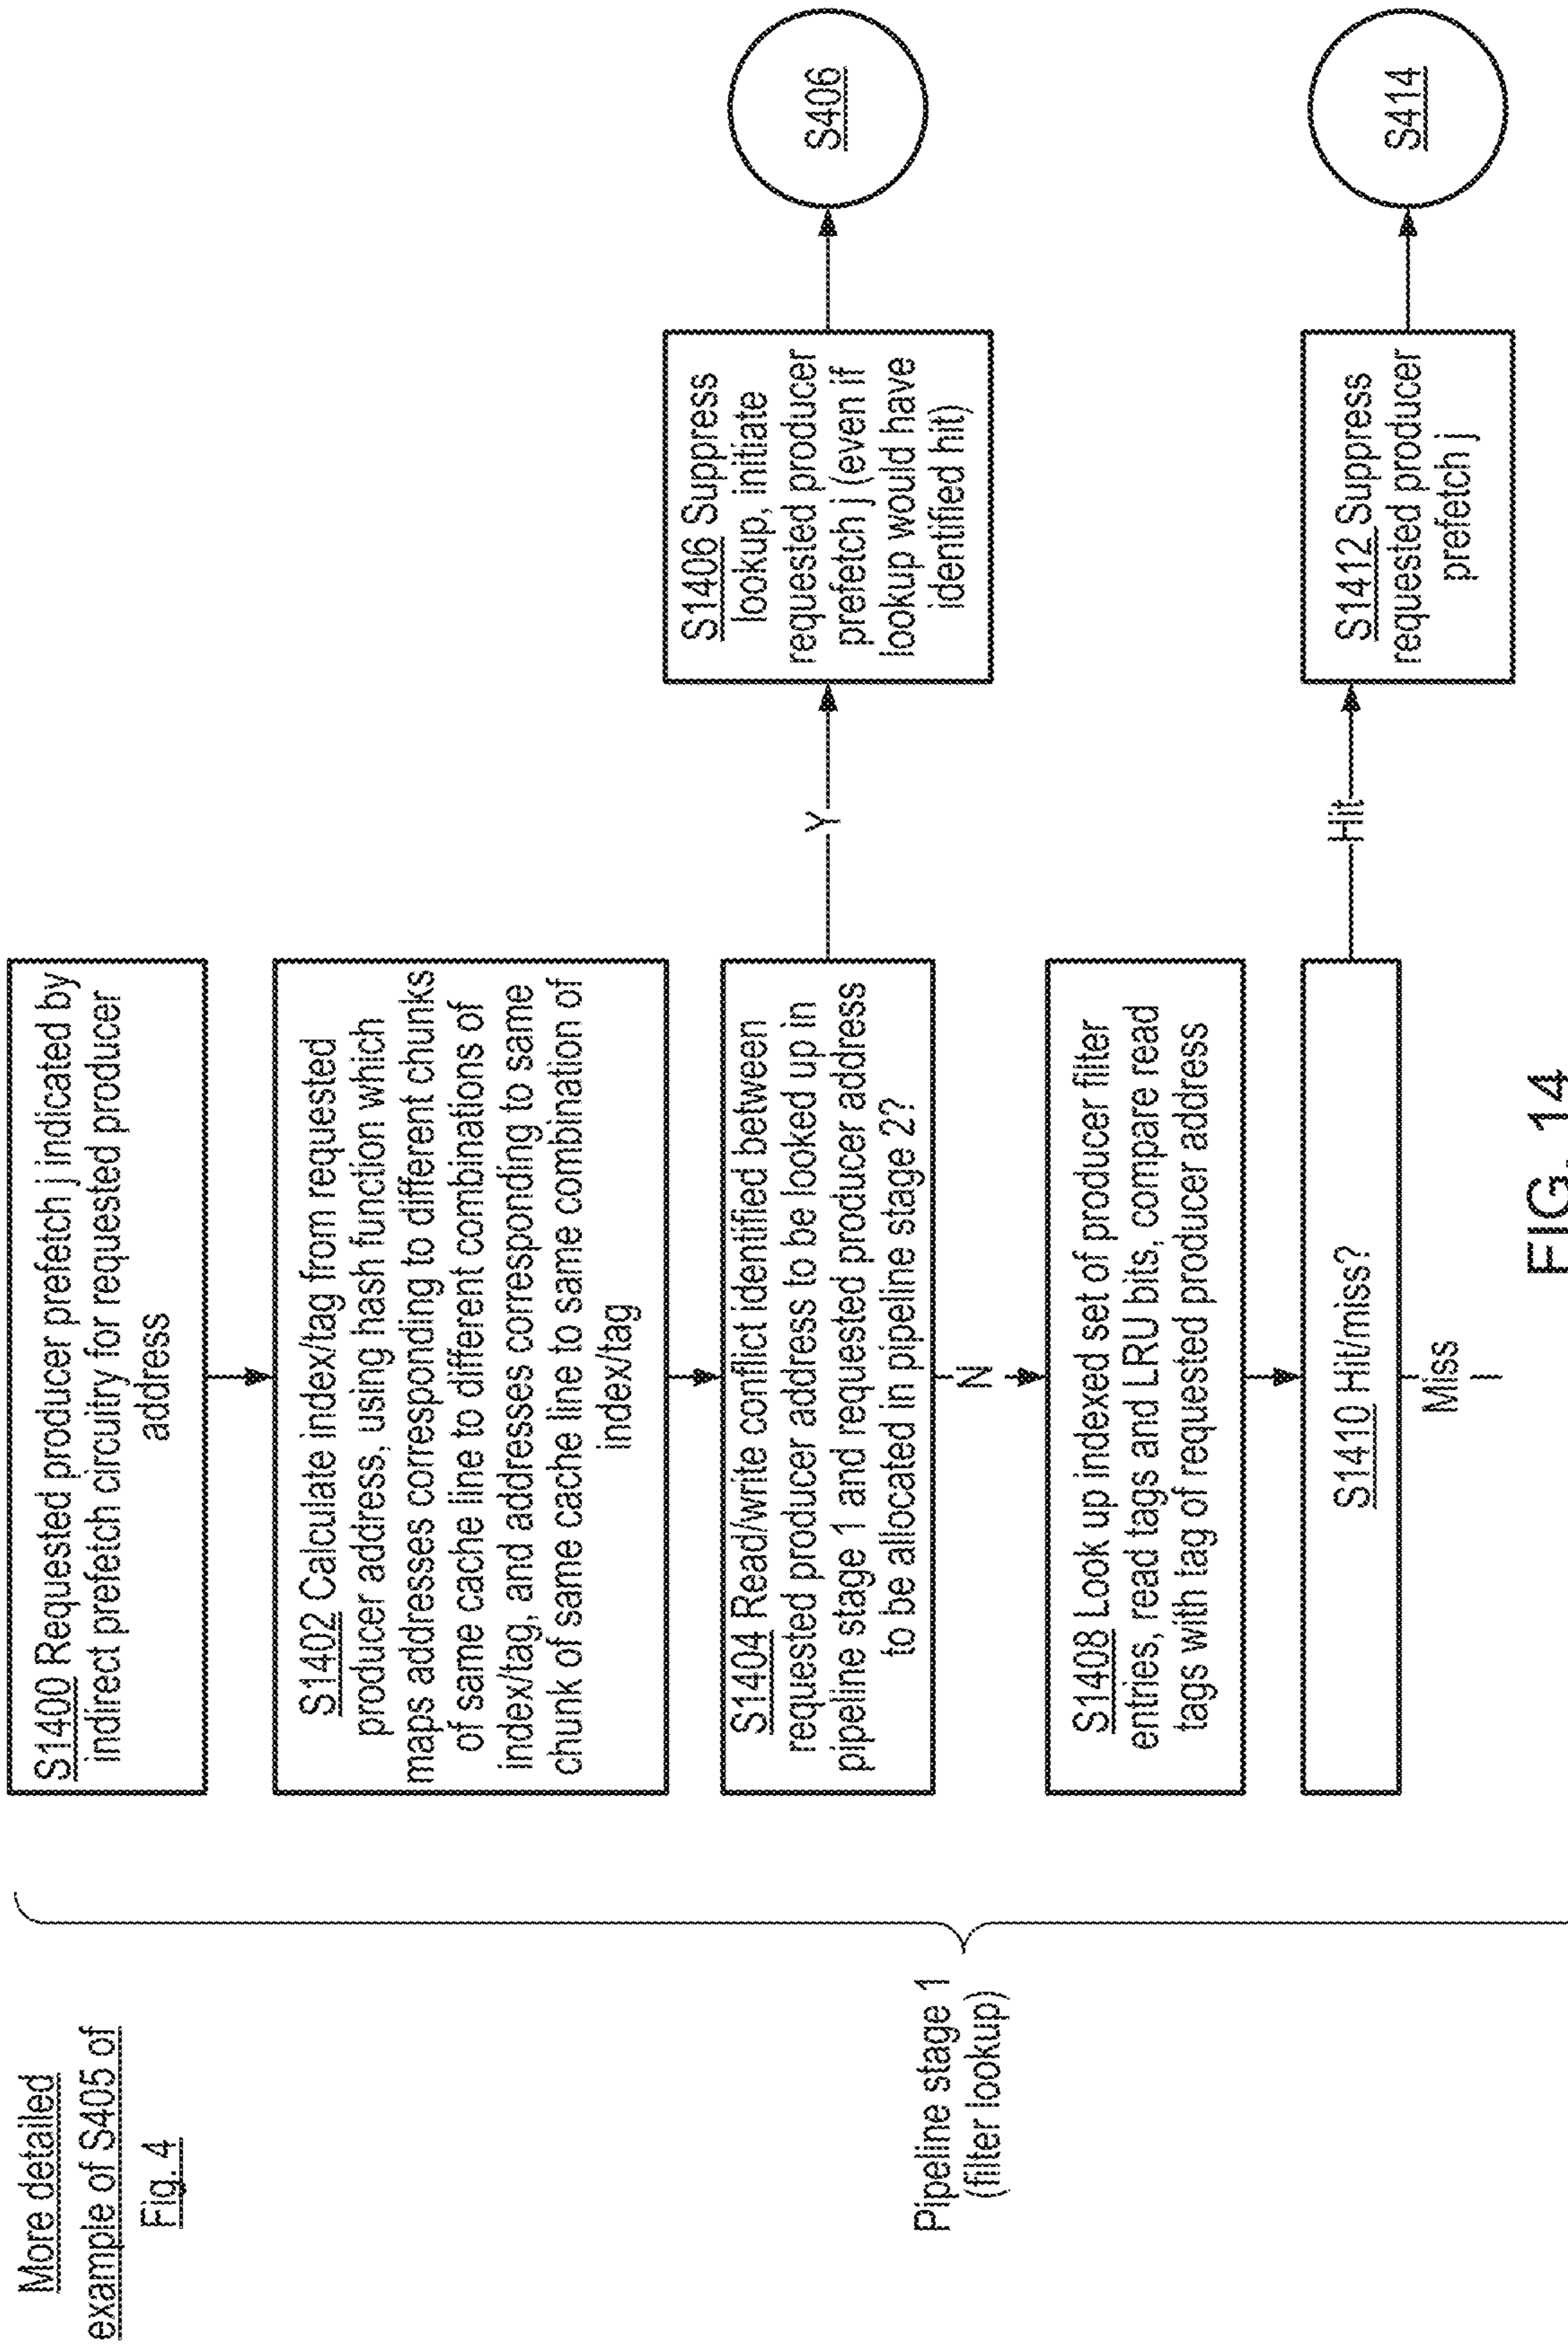 More detailed
example of S405 of
Fig. 4
S1400 Requested producer prefetch j indicated by
indirect prefetch circuitry for requested producer
address
S1402 Calculate index/tag from requested
producer address, using hash function which
maps addresses corresponding to different chunks
of same cache line to different combinations of
index/tag, and addresses corresponding to same
chunk of same cache line to same combination of
index/tag
S1404 Read/write conflict identified between
requested producer address to be looked up in
pipeline stage 1 and requested producer address
to be allocated in pipeline stage 2?
Y
S1406 Suppress
lookup, initiate
requested producer
prefetch j (even if
lookup would have
identified hit)
S406
N
Pipeline stage 1
(filter lookup)
S1408 Look up indexed set of producer filter
entries, read tags and LRU bits, compare read
tags with tag of requested producer address
S1410 Hit/miss?
Hit
S1412 Suppress
requested producer
prefetch j
S414
Miss
FIG. 14